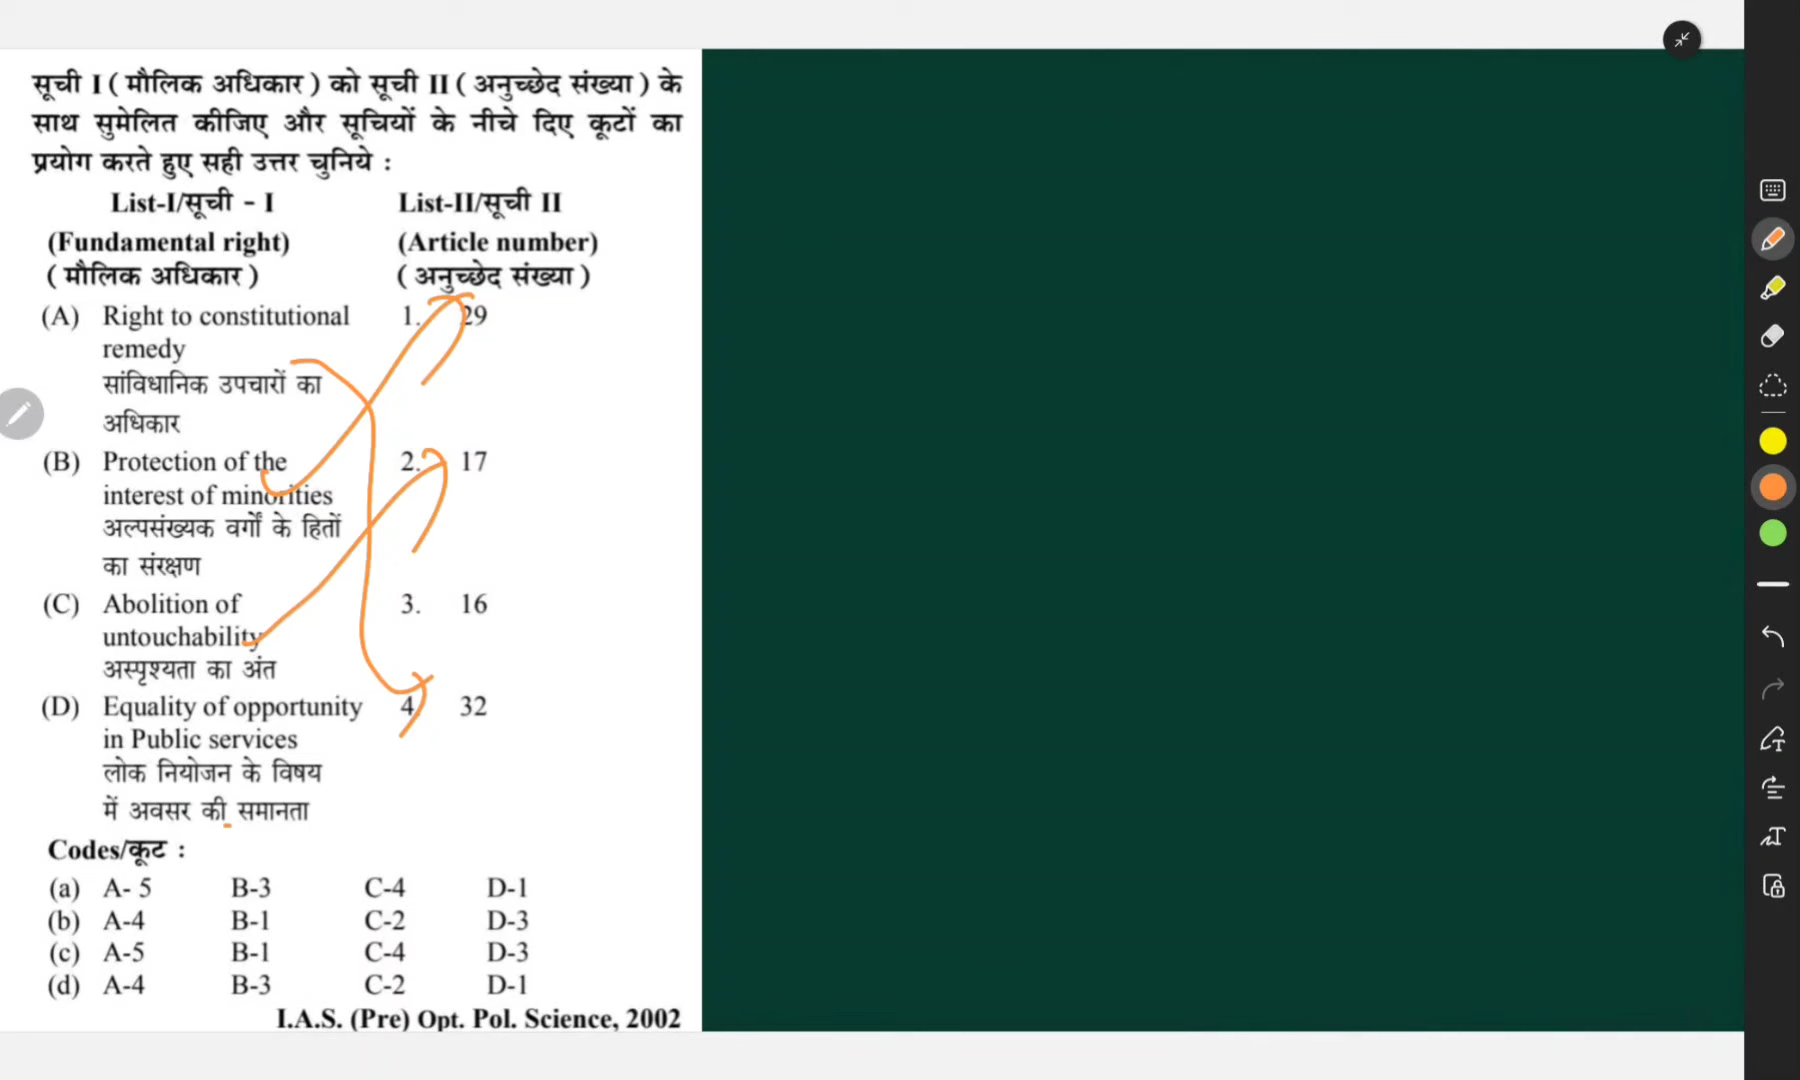 सूची I ( मौलिक अधिकार ) को सूची II ( अनुच्छेद संख्या ) के
साथ सुमेलित कीजिए और सूचियों के नीचे दिए कूटों का
प्रयोग करते हुए सही उत्तर चुनिये :
List-I/सूची - I List-II/सूची II
(Fundamental right) (Article number)
( मौलिक अधिकार ) ( अनुच्छेद संख्या )
(A) Right to constitutional 1. 29
remedy
सांविधानिक उपचारों का
अधिकार
(B) Protection of the 2. 17
interest of minorities
अल्पसंख्यक वर्गों के हितों
का संरक्षण
(C) Abolition of 3. 16
untouchability
अस्पृश्यता का अंत
(D) Equality of opportunity 4. 32
in Public services
लोक नियोजन के विषय
में अवसर की समानता
Codes/कूट :
(a) A- 5 B-3 C-4 D-1
(b) A-4 B-1 C-2 D-3
(c) A-5 B-1 C-4 D-3
(d) A-4 B-3 C-2 D-1
I.A.S. (Pre) Opt. Pol. Science, 2002